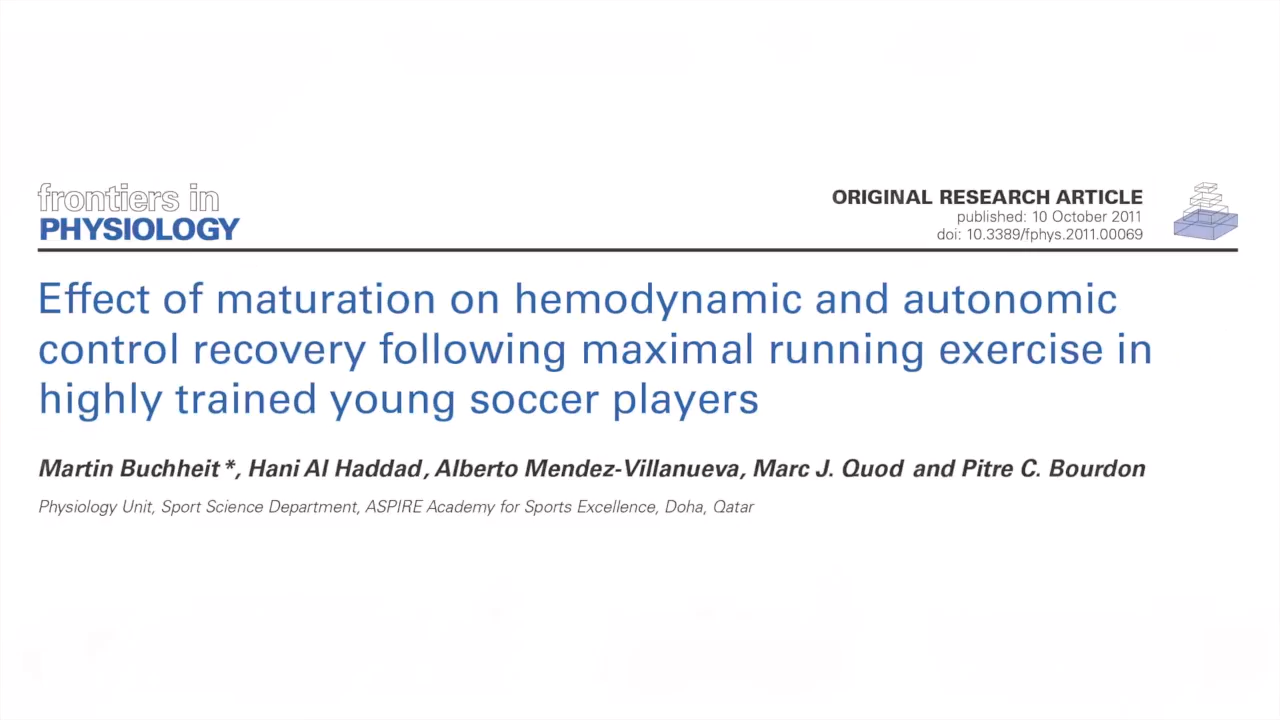 frontiers in
PHYSIOLOGY
ORIGINAL RESEARCH ARTICLE
published: 10 October 2011
doi: 10.3389/fphys.2011.00069
Effect of maturation on hemodynamic and autonomic
control recovery following maximal running exercise in
highly trained young soccer players
Martin Buchheit*, Hani Al Haddad, Alberto Mendez-Villanueva, Marc J. Quod and Pitre C. Bourdon
Physiology Unit, Sport Science Department, ASPIRE Academy for Sports Excellence, Doha, Qatar